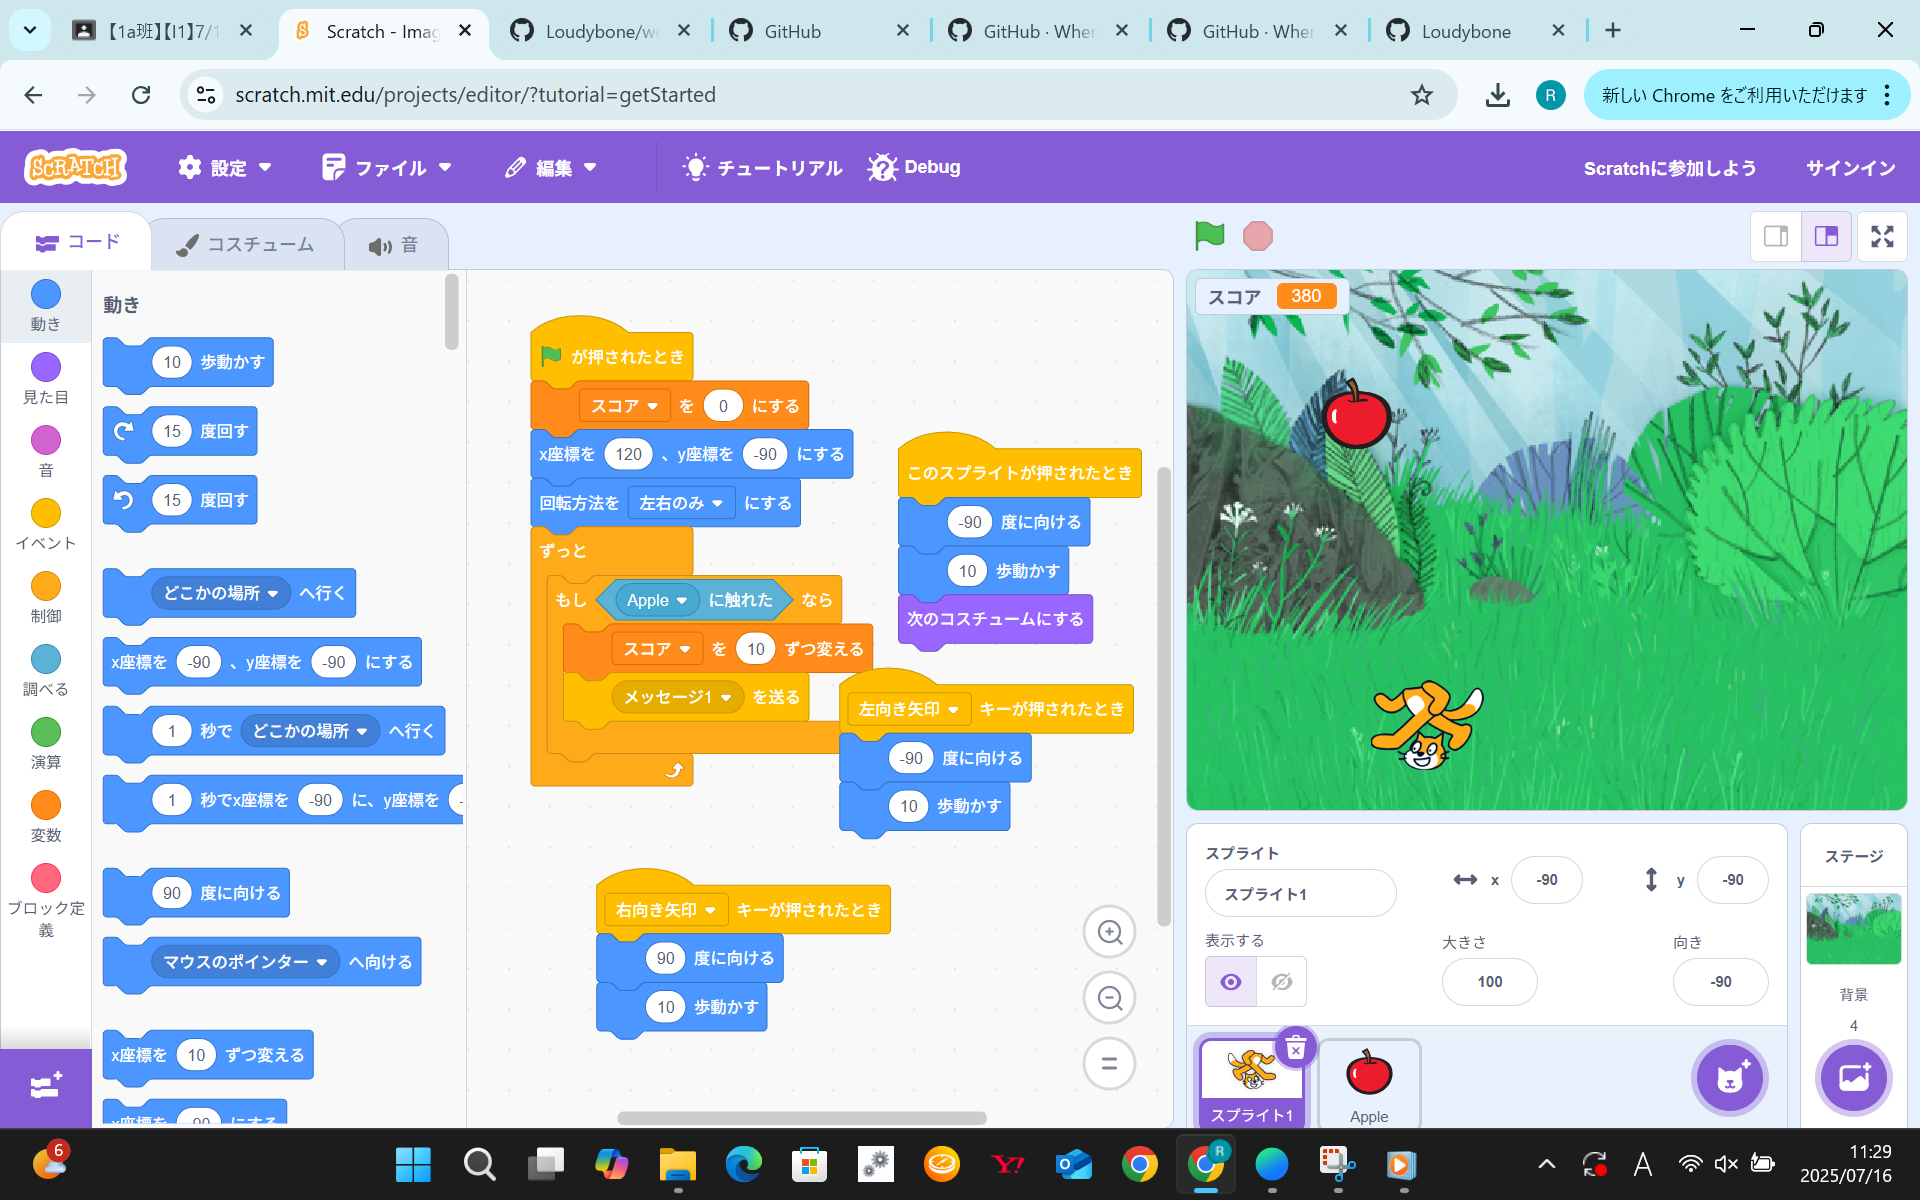 【1a班】【I1】7/1
Scratch - Imag
Loudybone/we
GitHub
GitHub · Wher
GitHub · Wher
Loudybone
scratch.mit.edu/projects/editor/?tutorial=getStarted
R
新しい Chrome をご利用いただけます
SCRATCH
設定
ファイル
編集
チュートリアル
Debug
Scratchに参加しよう
サインイン
コード
コスチューム
音
動き
見た目
音
イベント
制御
調べる
演算
変数
ブロック定義
動き
10 歩動かす
15 度回す
15 度回す
どこかの場所 へ行く
x座標を -90 、y座標を -90 にする
1 秒で どこかの場所 へ行く
1 秒でx座標を -90 に、y座標を
90 度に向ける
マウスのポインター へ向ける
x座標を 10 ずつ変える
x座標を -90 にする
が押されたとき
スコア を 0 にする
x座標を 120 、y座標を -90 にする
回転方法を 左右のみ にする
ずっと
もし Apple に触れた なら
スコア を 10 ずつ変える
メッセージ1 を送る
このスプライトが押されたとき
-90 度に向ける
10 歩動かす
次のコスチュームにする
左向き矢印 キーが押されたとき
-90 度に向ける
10 歩動かす
右向き矢印 キーが押されたとき
90 度に向ける
10 歩動かす
スコア 380
スプライト
スプライト1
x -90
y -90
表示する
大きさ 100
向き -90
スプライト1
Apple
ステージ
背景
4
6
R
A
11:29
2025/07/16